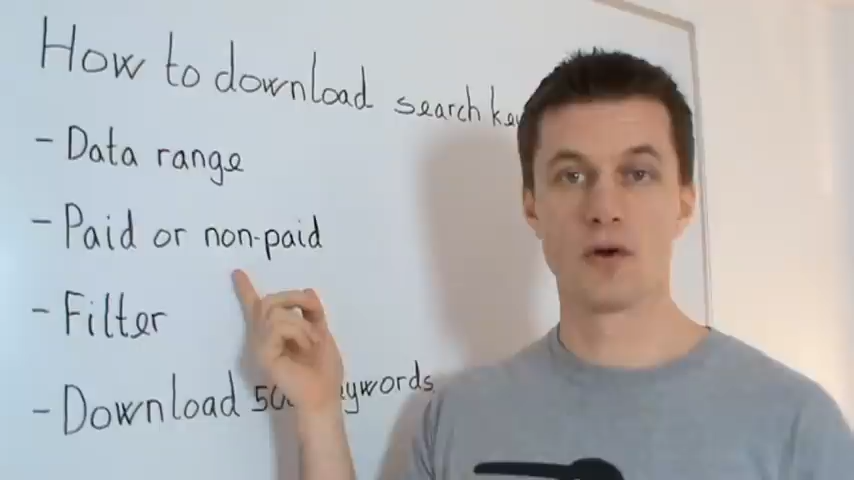 How to download search
- Data range
- Paid or non-paid
- Filter
- Download keywords